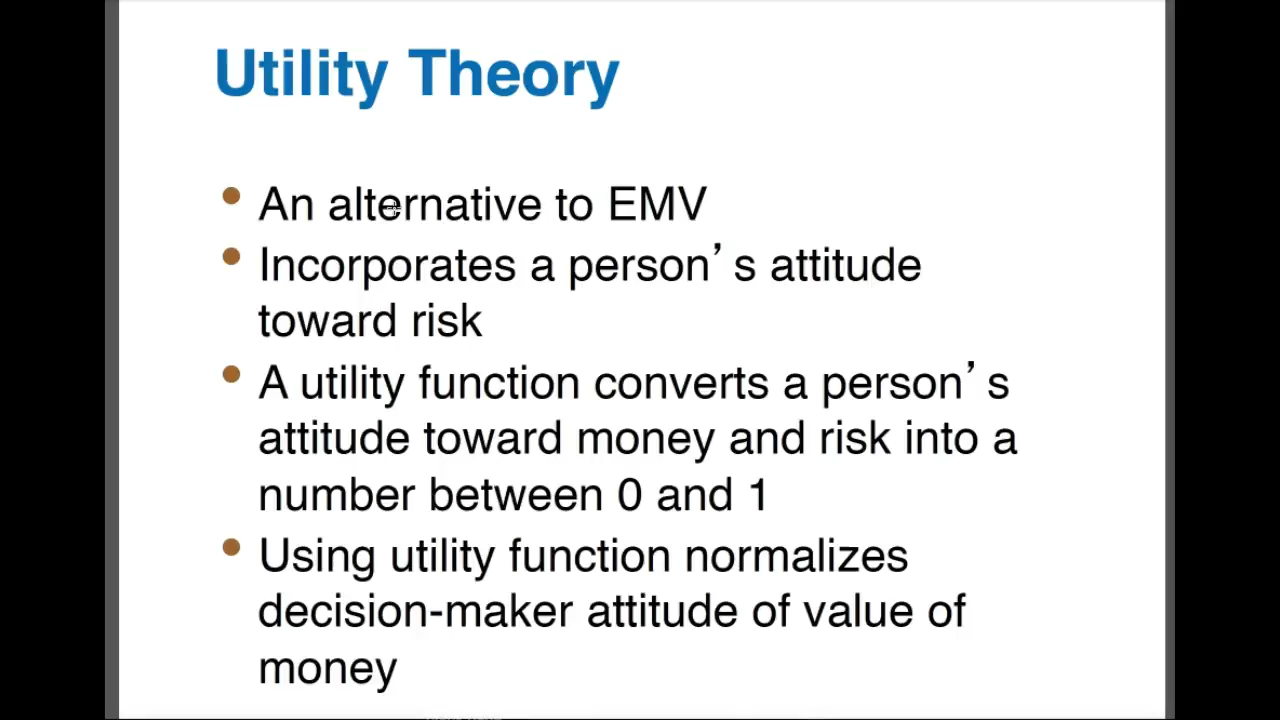 Utility Theory
• An alternative to EMV
• Incorporates a person’s attitude
toward risk
• A utility function converts a person’s
attitude toward money and risk into a
number between 0 and 1
• Using utility function normalizes
decision-maker attitude of value of
money